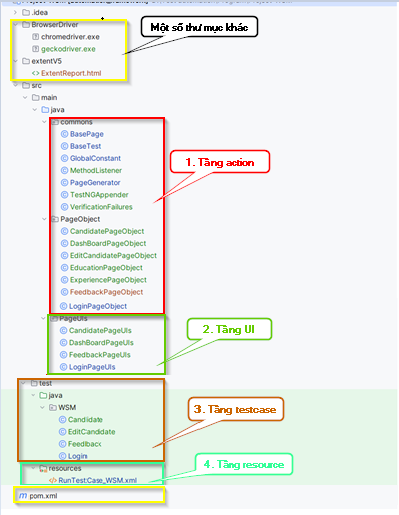 .idea
BrowserDriver
Một số thư mục khác
chromedriver.exe
geckodriver.exe
extentV5
<> ExtentReport.html
src
main
java
commons
BasePage
BaseTest
GlobalConstant
1. Tầng action
MethodListener
PageGenerator
TestNGAppender
VerificationFailures
PageObject
CandidatePageObject
DashBoardPageObject
EditCandidatePageObject
EducationPageObject
ExperiencePageObject
FeedbackPageObject
LoginPageObject
PageUIs
CandidatePageUIs
2. Tầng UI
DashBoardPageUIs
FeedbackPageUIs
LoginPageUIs
test
java
WSM
3. Tầng testcase
Candidate
EditCandidate
Feedback
Login
4. Tầng resource
resources
</> RunTestCase_WSM.xml
m pom.xml